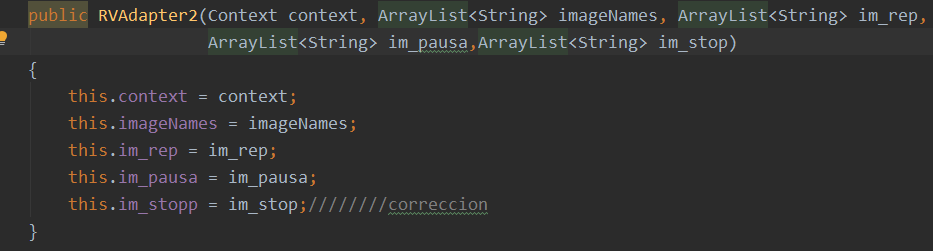 public RVAdapter2(Context context, ArrayList<String> imageNames, ArrayList<String> im_rep,
ArrayList<String> im_pausa,ArrayList<String> im_stop)
{
this.context = context;
this.imageNames = imageNames;
this.im_rep = im_rep;
this.im_pausa = im_pausa;
this.im_stopp = im_stop;////////correccion
}